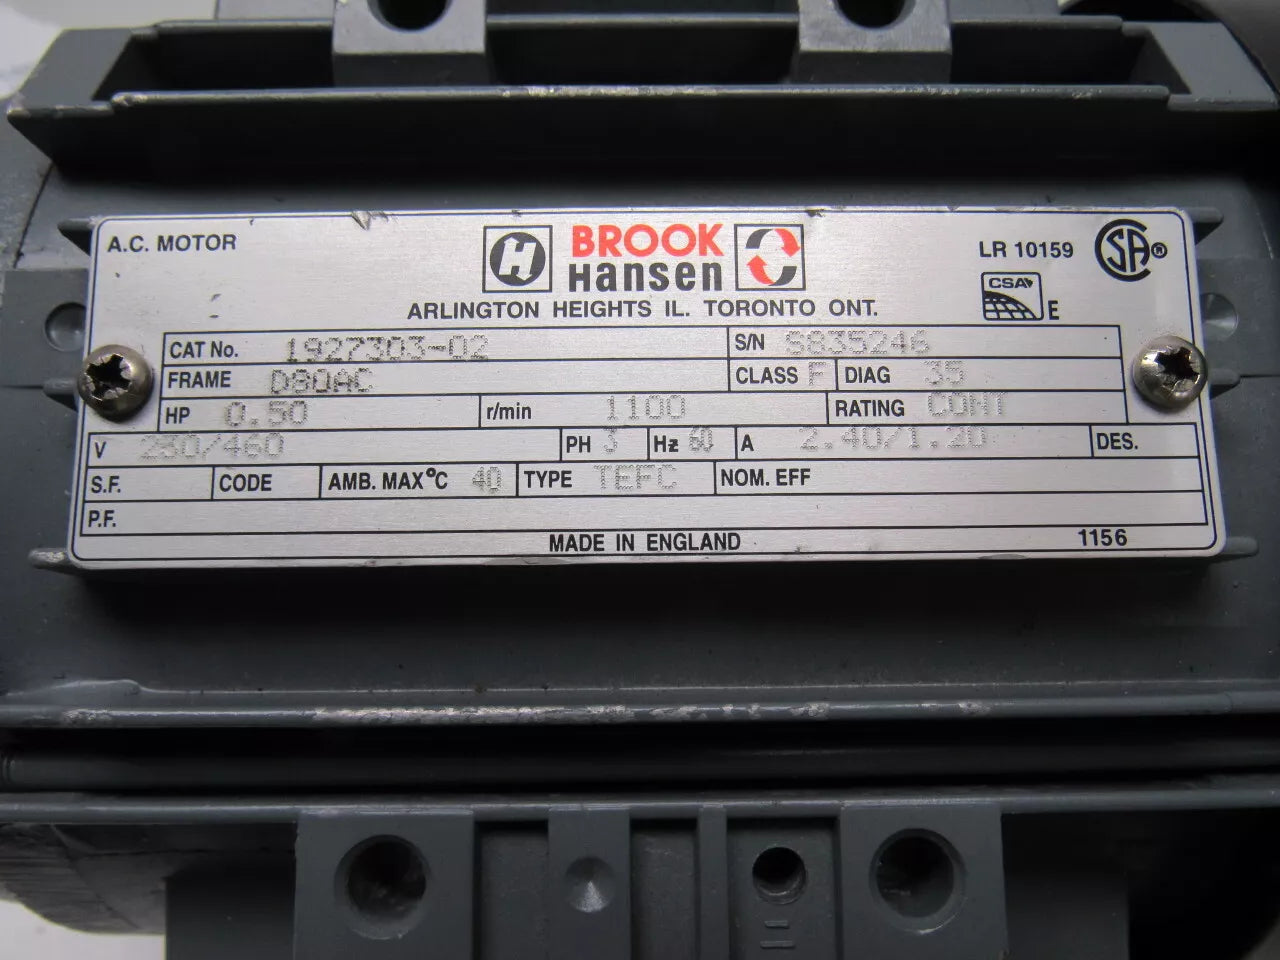 A.C. MOTOR
H BROOK Hansen
LR 10159 SA ®
CSA E
ARLINGTON HEIGHTS IL. TORONTO ONT.
CAT No. 1927303-02 S/N S835246
FRAME D80AC CLASS F DIAG 35
HP 0.50 r/min 1100 RATING CONT
V 230/460 PH 3 Hz 60 A 2.40/1.20 DES.
S.F. CODE AMB. MAX°C 40 TYPE TEFC NOM. EFF
P.F.
MADE IN ENGLAND 1156